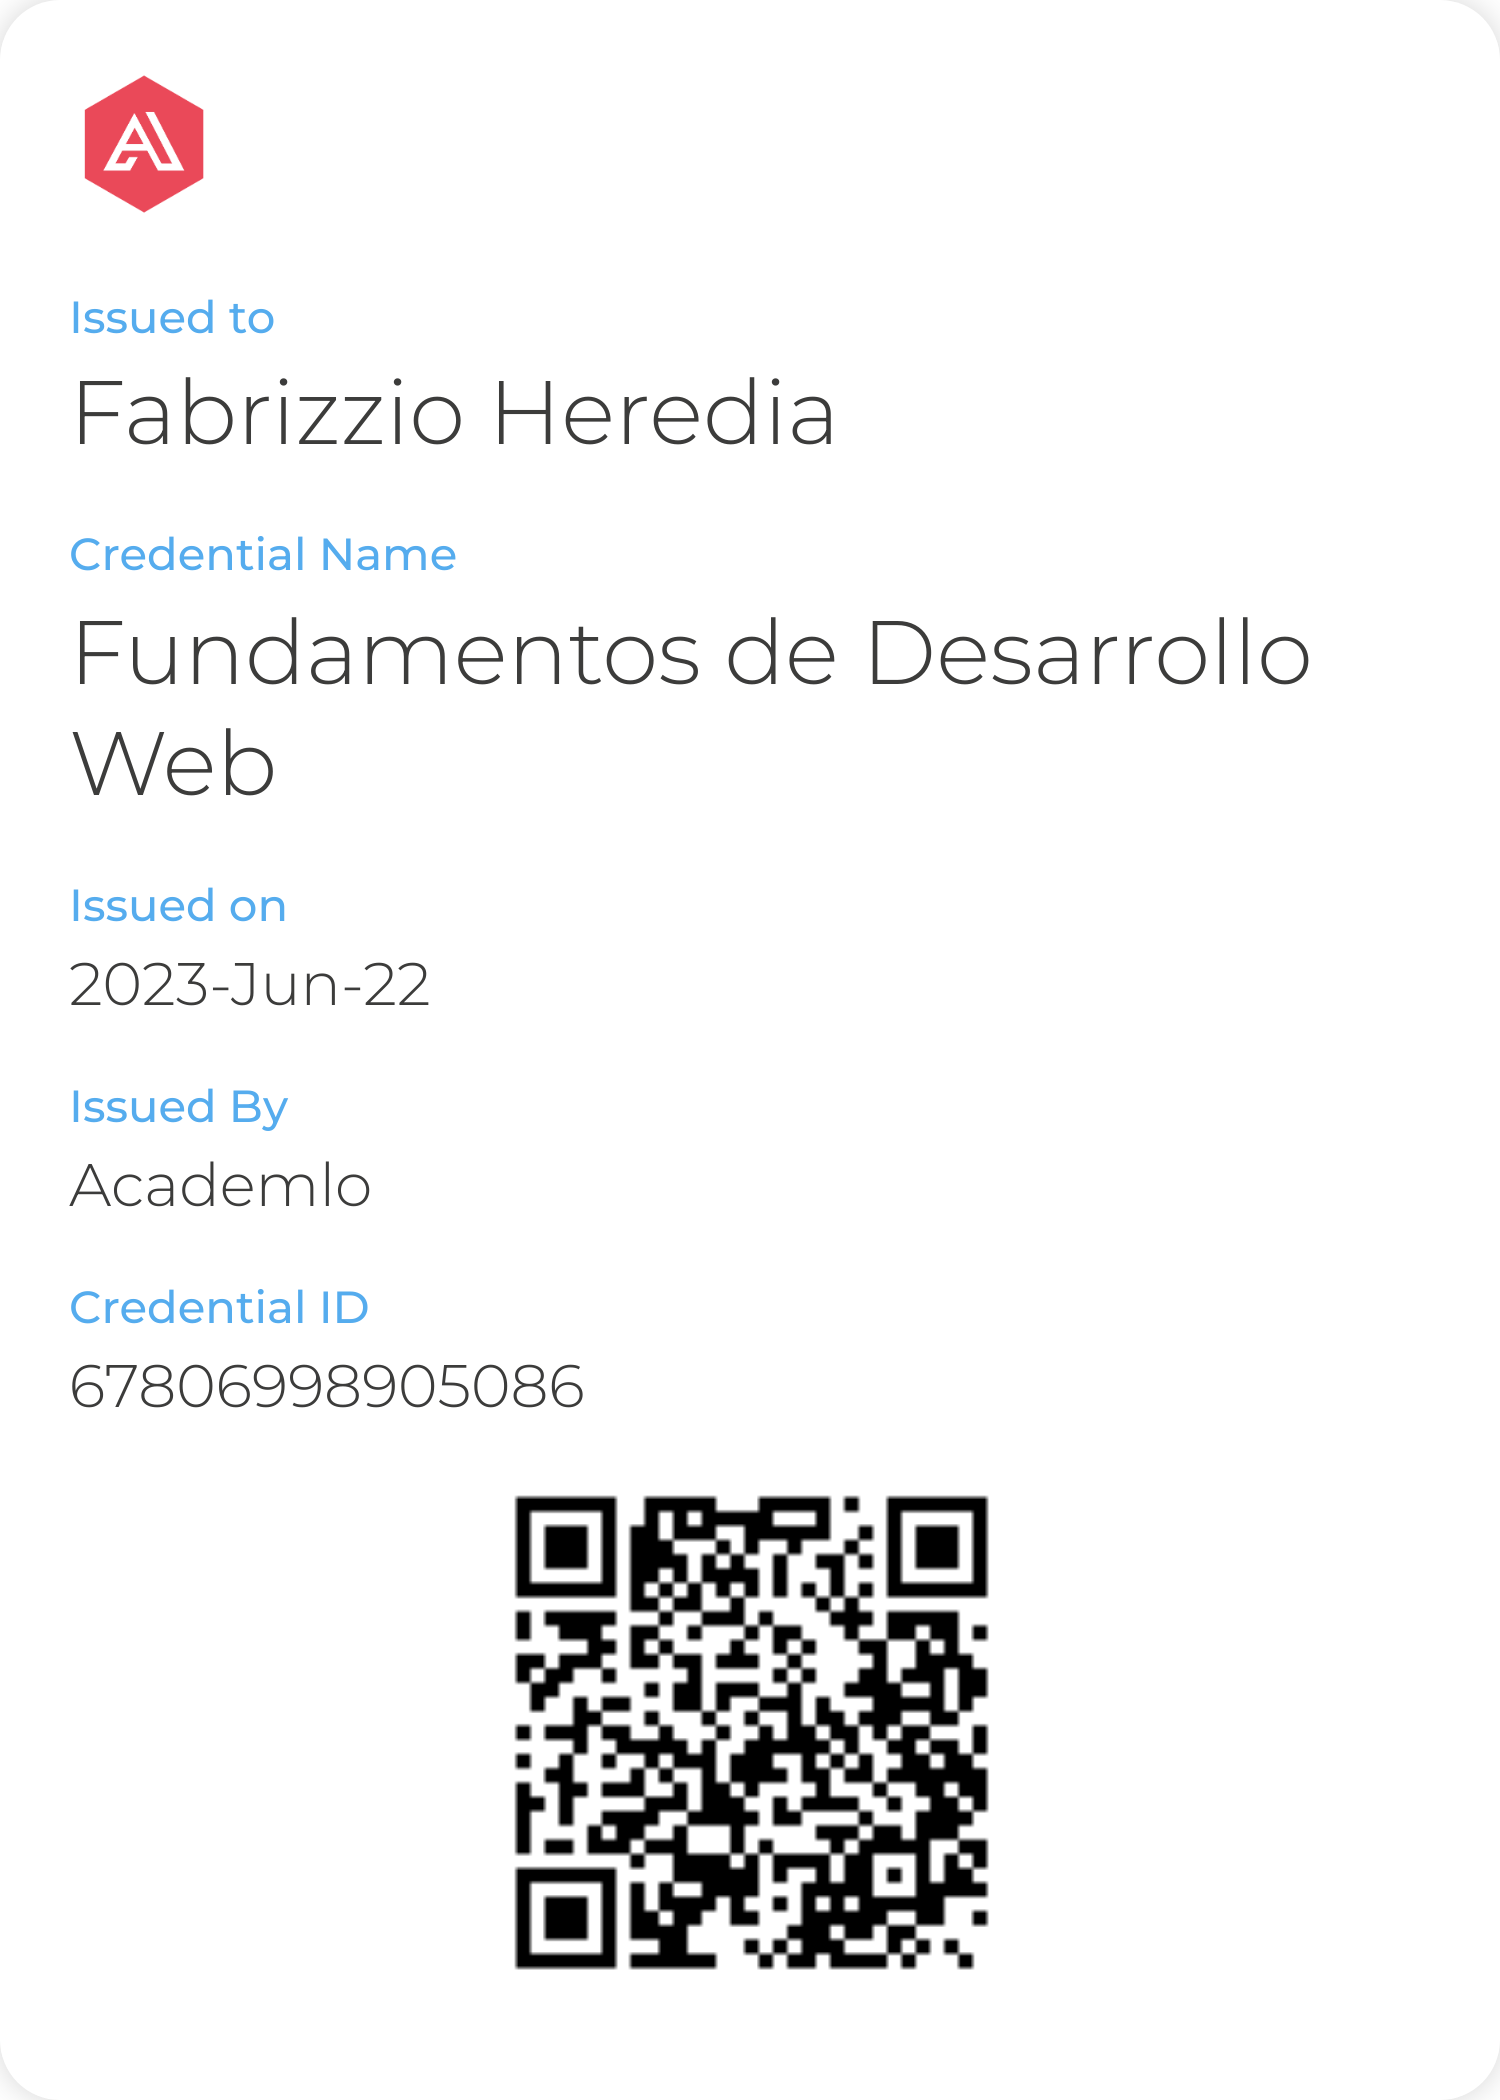 Issued to
Fabrizzio Heredia
Credential Name
Fundamentos de Desarrollo
Web
Issued on
2023-Jun-22
Issued By
Academlo
Credential ID
67806998905086